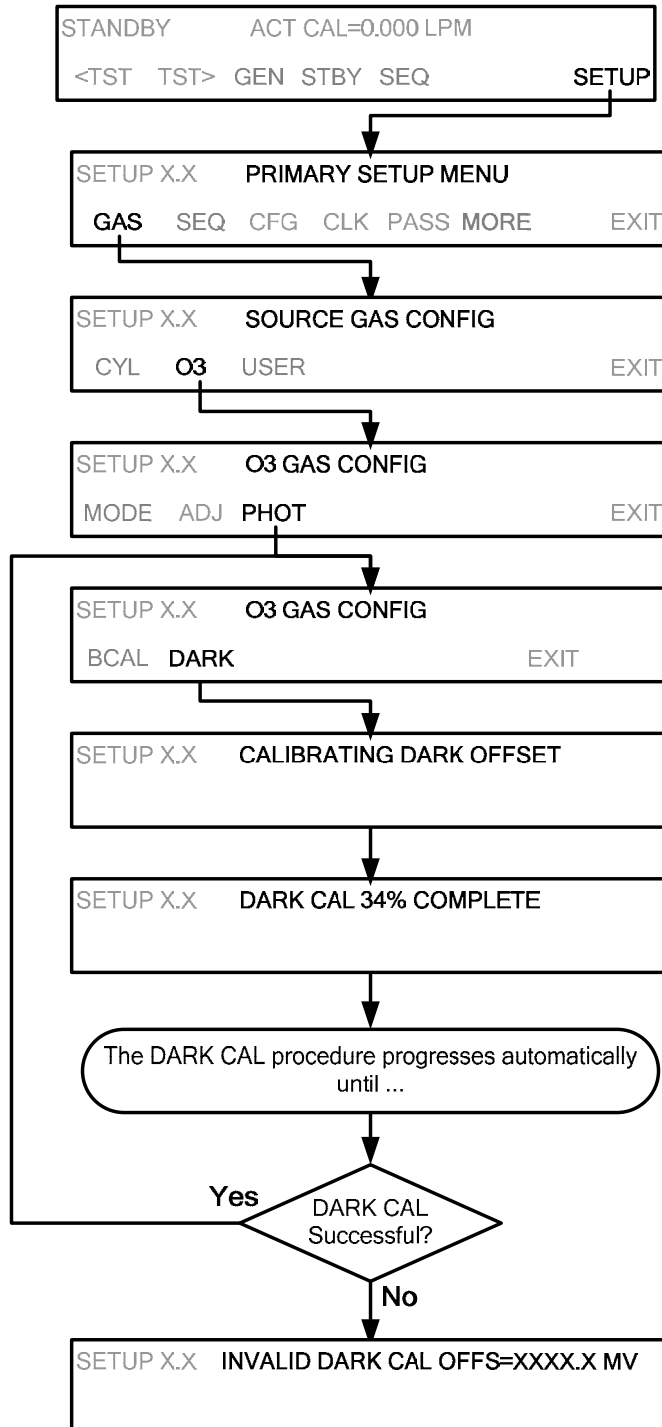 STANDBY ACT CAL=0.000 LPM
<TST TST> GEN STBY SEQ SETUP
SETUP X.X PRIMARY SETUP MENU
GAS SEQ CFG CLK PASS MORE EXIT
SETUP X.X SOURCE GAS CONFIG
CYL O3 USER EXIT
SETUP X.X O3 GAS CONFIG
MODE ADJ PHOT EXIT
SETUP X.X O3 GAS CONFIG
BCAL DARK EXIT
SETUP X.X CALIBRATING DARK OFFSET
SETUP X.X DARK CAL 34% COMPLETE
The DARK CAL procedure progresses automatically
until ...
Yes
DARK CAL
Successful?
No
SETUP X.X INVALID DARK CAL OFFS=XXXX.X MV